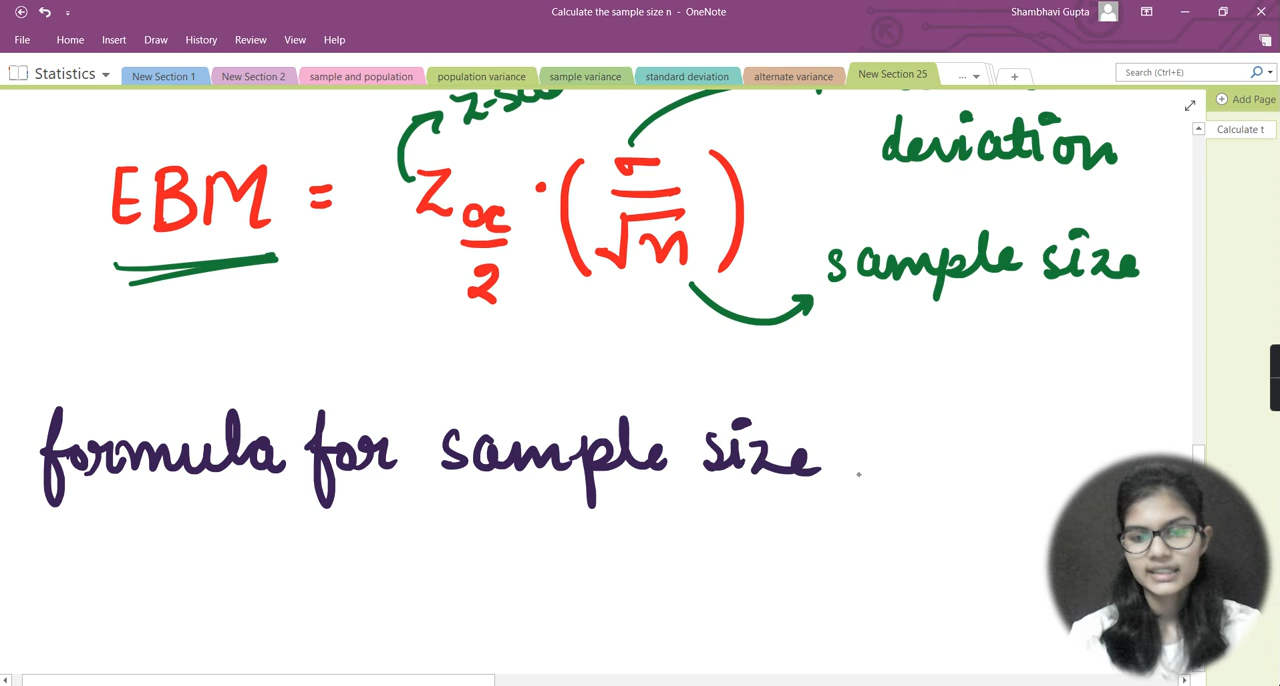 Calculate the sample size n - OneNote
Shambhavi Gupta
File Home Insert Draw History Review View Help
Statistics
New Section 1 New Section 2 sample and population population variance sample variance standard deviation alternate variance New Section 25 ...
Search (Ctrl+E)
Add Page
Calculate t
deviation
EBM = Z α/2 · (σ/√n)
sample size
formula for sample size